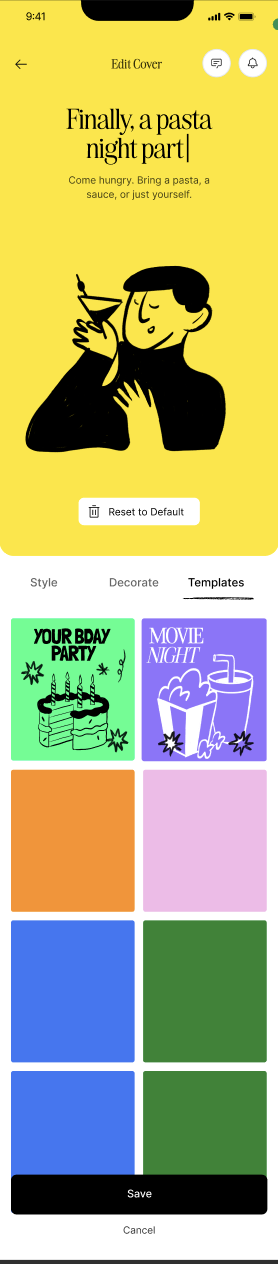 9:41
Edit Cover
Finally, a pasta
night part
Come hungry. Bring a pasta, a
sauce, or just yourself.
Reset to Default
Style
Decorate
Templates
YOUR BDAY
PARTY
MOVIE
NIGHT
Save
Cancel